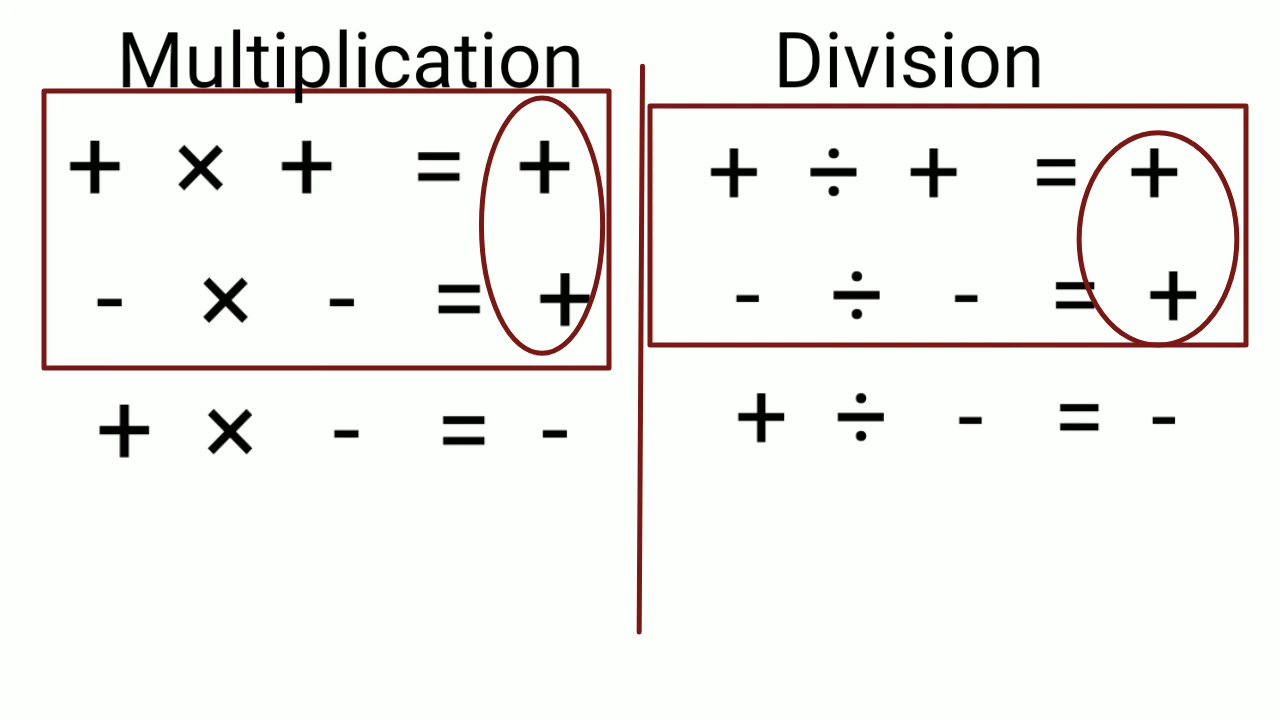 Multiplication
+ × + = +
- × - = +
+ × - = -
Division
+ ÷ + = +
- ÷ - = +
+ ÷ - = -